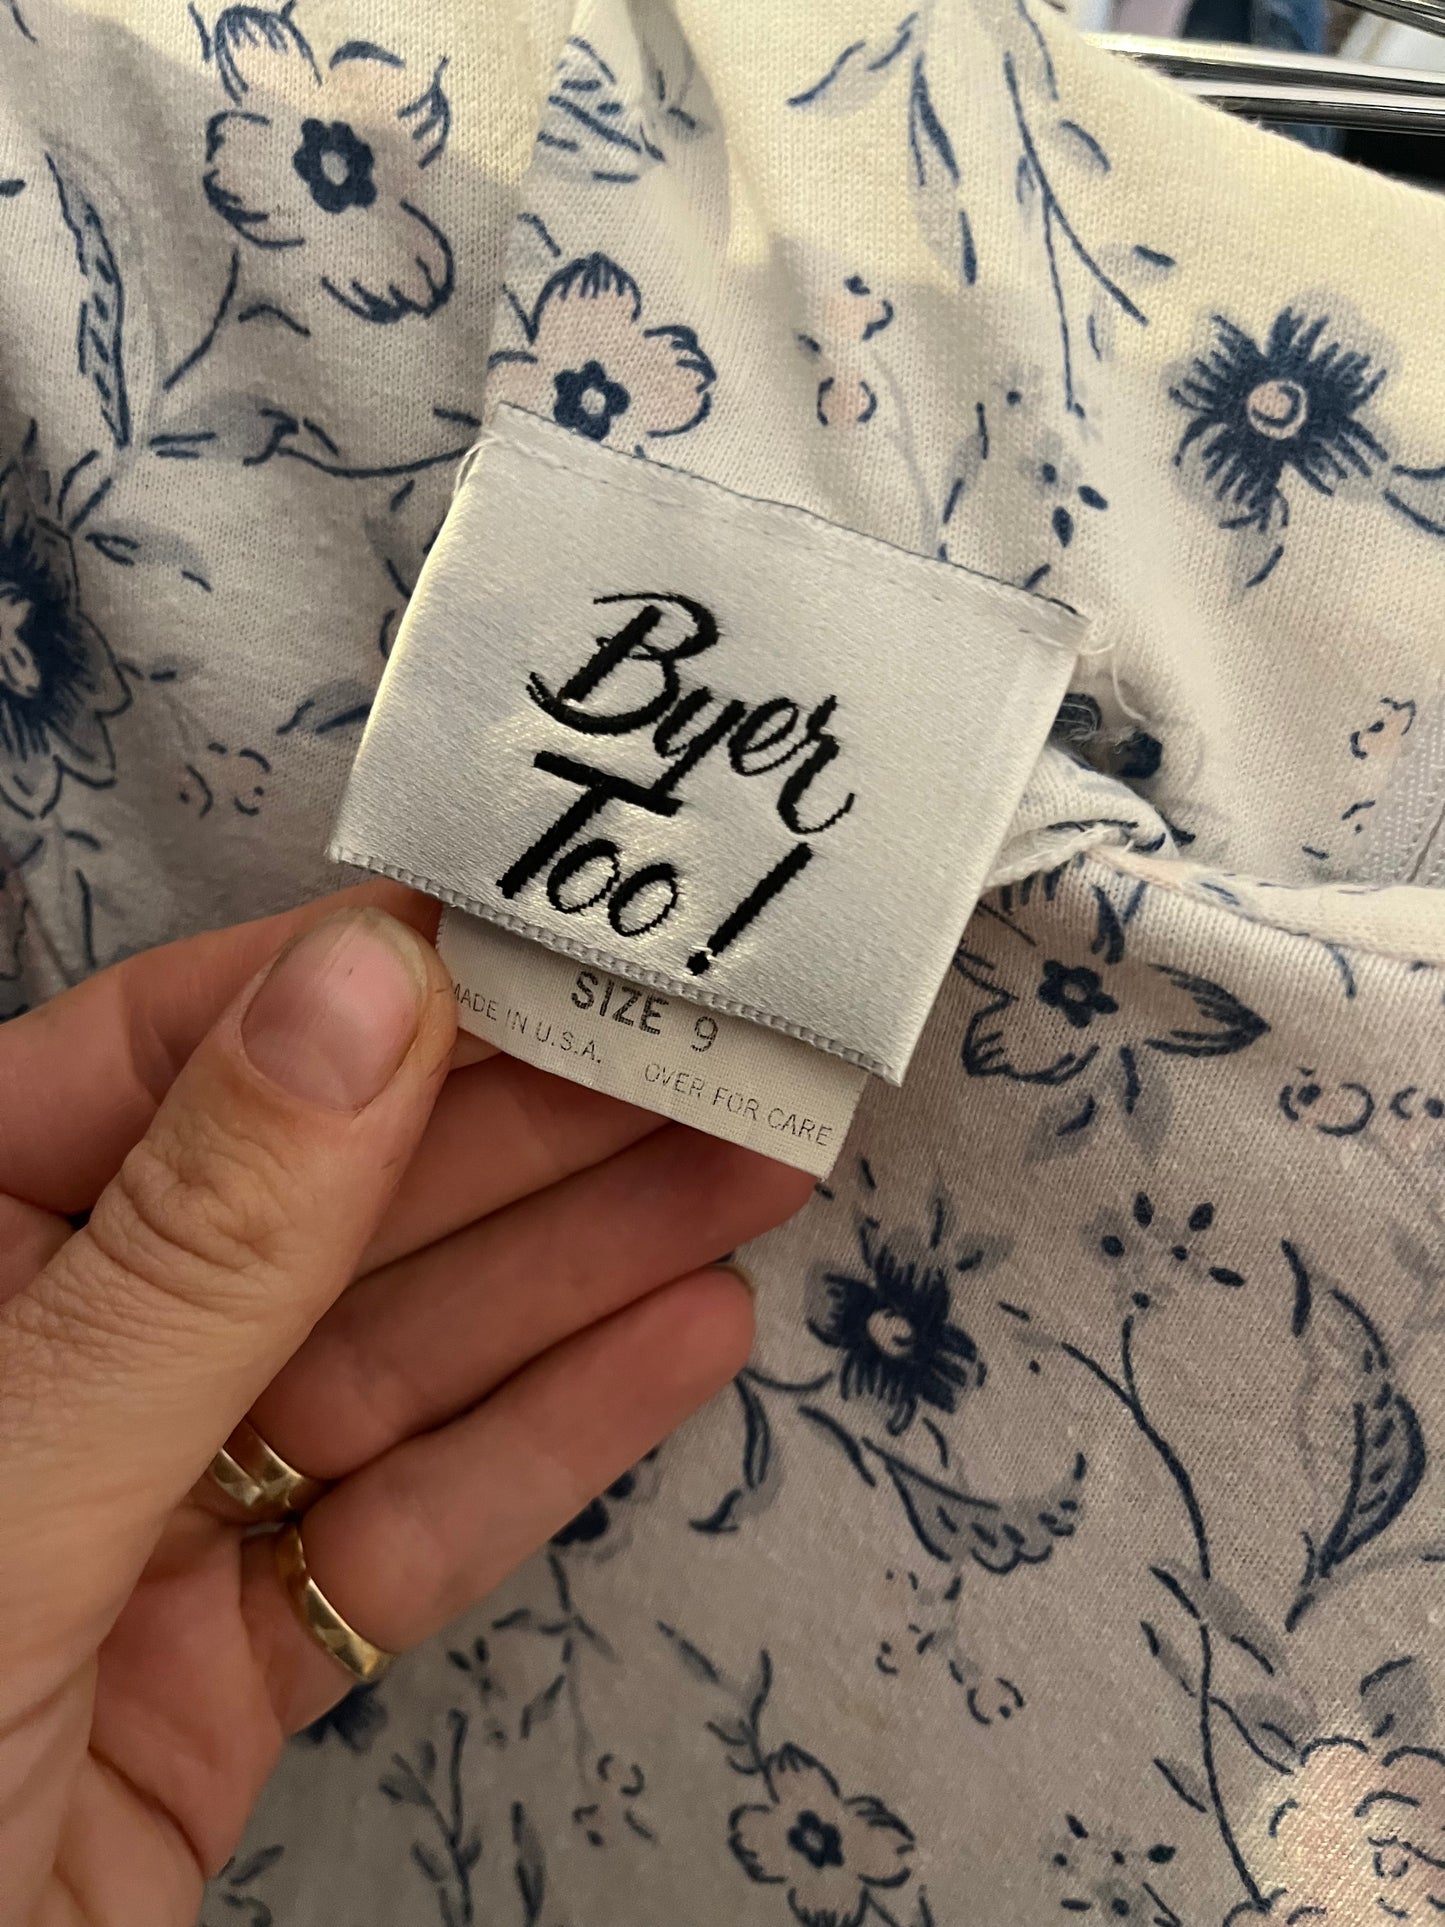 Byer
Too!
SIZE 9
MADE IN U.S.A.
OVER FOR CARE